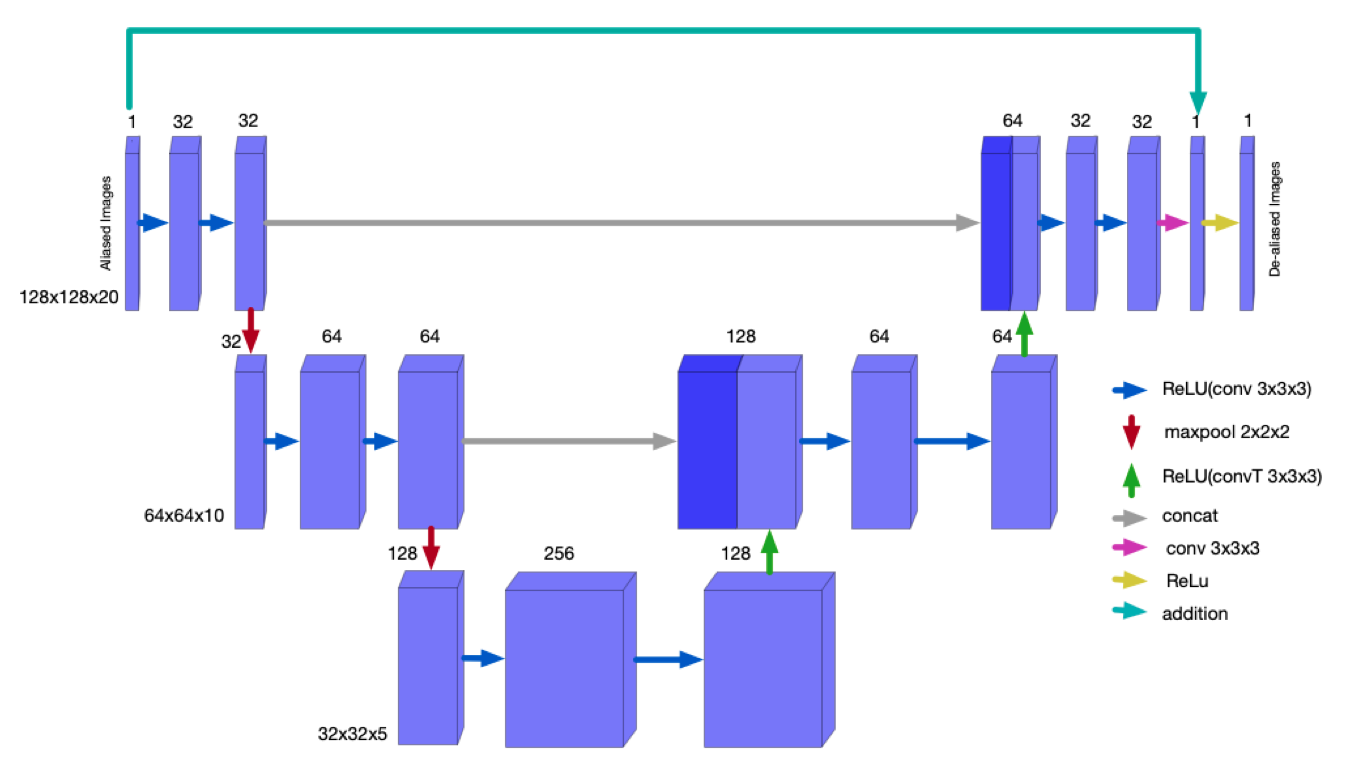 1
32
32
64
32
32
1
1
Aliased Images
De-aliased Images
128x128x20
32
64
64
128
64
64
64x64x10
128
256
128
32x32x5
ReLU(conv 3x3x3)
maxpool 2x2x2
ReLU(convT 3x3x3)
concat
conv 3x3x3
ReLu
addition